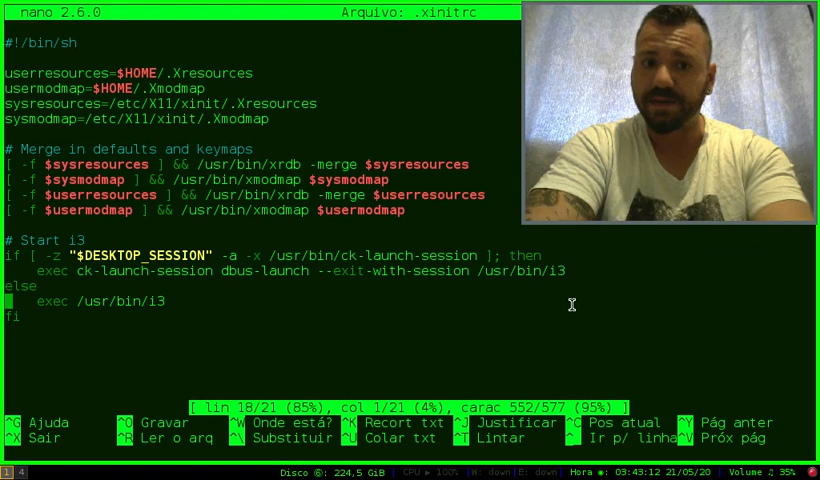 nano 2.6.0 Arquivo: .xinitrc
#!/bin/sh
userresources=$HOME/.Xresources
usermodmap=$HOME/.Xmodmap
sysresources=/etc/X11/xinit/.Xresources
sysmodmap=/etc/X11/xinit/.Xmodmap
# Merge in defaults and keymaps
[ -f $sysresources ] && /usr/bin/xrdb -merge $sysresources
[ -f $sysmodmap ] && /usr/bin/xmodmap $sysmodmap
[ -f $userresources ] && /usr/bin/xrdb -merge $userresources
[ -f $usermodmap ] && /usr/bin/xmodmap $usermodmap
# Start i3
if [ -z "$DESKTOP_SESSION" -a -x /usr/bin/ck-launch-session ]; then
exec ck-launch-session dbus-launch --exit-with-session /usr/bin/i3
else
exec /usr/bin/i3
fi
[ lin 18/21 (85%), col 1/21 (4%), carac 552/577 (95%) ]
^G Ajuda ^O Gravar ^W Onde está? ^K Recort txt ^J Justificar ^C Pos atual ^Y Pág anter
^X Sair ^R Ler o arq ^\ Substituir ^U Colar txt ^T Lintar ^_ Ir p/ linha ^V Próx pág
1 4 Disco ⑥: 224,5 GiB CPU ▶ 100% W: down E: down Hora ◉: 03:43:12 21/05/20 Volume ♫ 35%